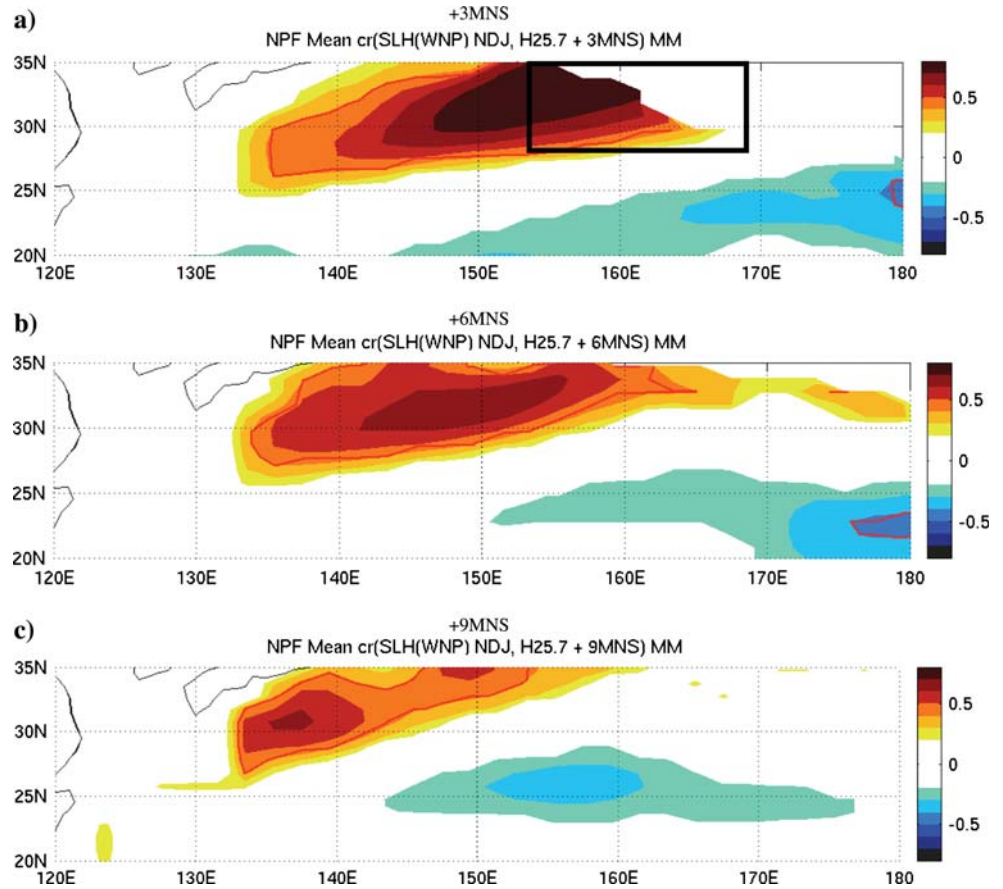 a)
+3MNS
NPF Mean cr(SLH(WNP) NDJ, H25.7 + 3MNS) MM
35N
30N
25N
20N
120E 130E 140E 150E 160E 170E 180
0.5
0
-0.5
b)
+6MNS
NPF Mean cr(SLH(WNP) NDJ, H25.7 + 6MNS) MM
35N
30N
25N
20N
120E 130E 140E 150E 160E 170E 180
0.5
0
-0.5
c)
+9MNS
NPF Mean cr(SLH(WNP) NDJ, H25.7 + 9MNS) MM
35N
30N
25N
20N
120E 130E 140E 150E 160E 170E 180
0.5
0
-0.5